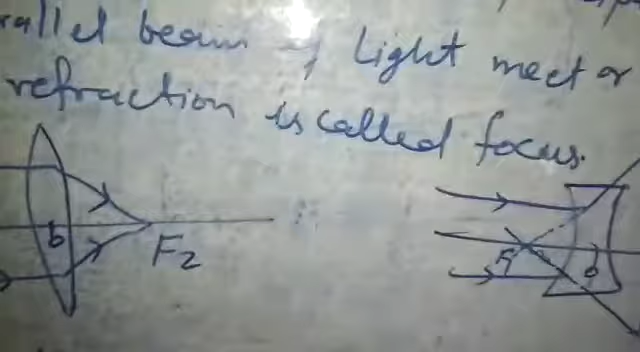 rallel beam of light meet or
refraction is called focus.
F2